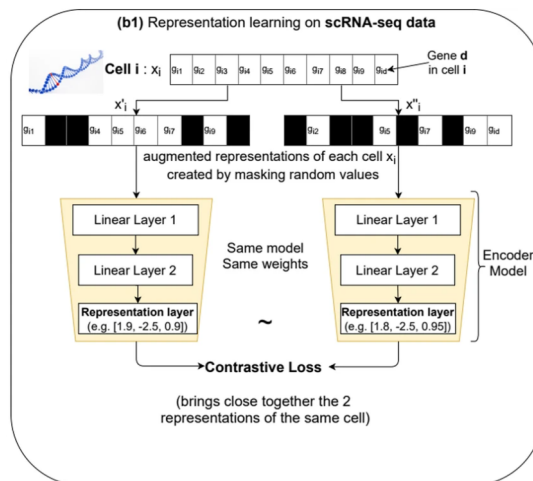 (b1) Representation learning on scRNA-seq data
Cell i : xi
gi1 gi2 gi3 gi4 gi5 gi6 gi7 gi8 gi9 gid
Gene d
in cell i
x'i
x"i
gi1 gi4 gi5 gi6 gi7 gi9
gi2 gi5 gi7 gi9 gid
augmented representations of each cell xi
created by masking random values
Linear Layer 1
Linear Layer 2
Representation layer
(e.g. [1.9, -2.5, 0.9])
Same model
Same weights
~
Linear Layer 1
Linear Layer 2
Representation layer
(e.g. [1.8, -2.5, 0.95])
Encoder
Model
Contrastive Loss
(brings close together the 2
representations of the same cell)